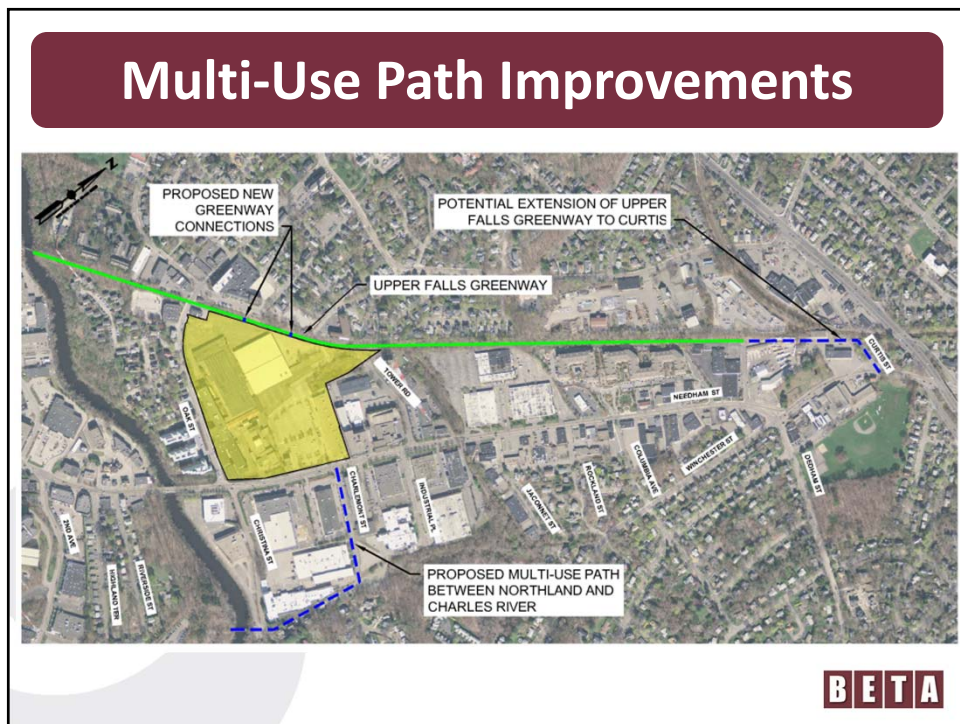 Multi-Use Path Improvements
N
PROPOSED NEW
GREENWAY
CONNECTIONS
POTENTIAL EXTENSION OF UPPER
FALLS GREENWAY TO CURTIS
UPPER FALLS GREENWAY
CURTIS ST
TOWER RD
NEEDHAM ST
OAK ST
WINCHESTER ST
COLUMBIA AVE
DEDHAM ST
ROCKLAND ST
JACONNET ST
INDUSTRIAL PL
CHARLEMONT ST
CHRISTINA ST
2ND AVE
HIGHLAND TER
RIVERSIDE ST
PROPOSED MULTI-USE PATH
BETWEEN NORTHLAND AND
CHARLES RIVER
BETA